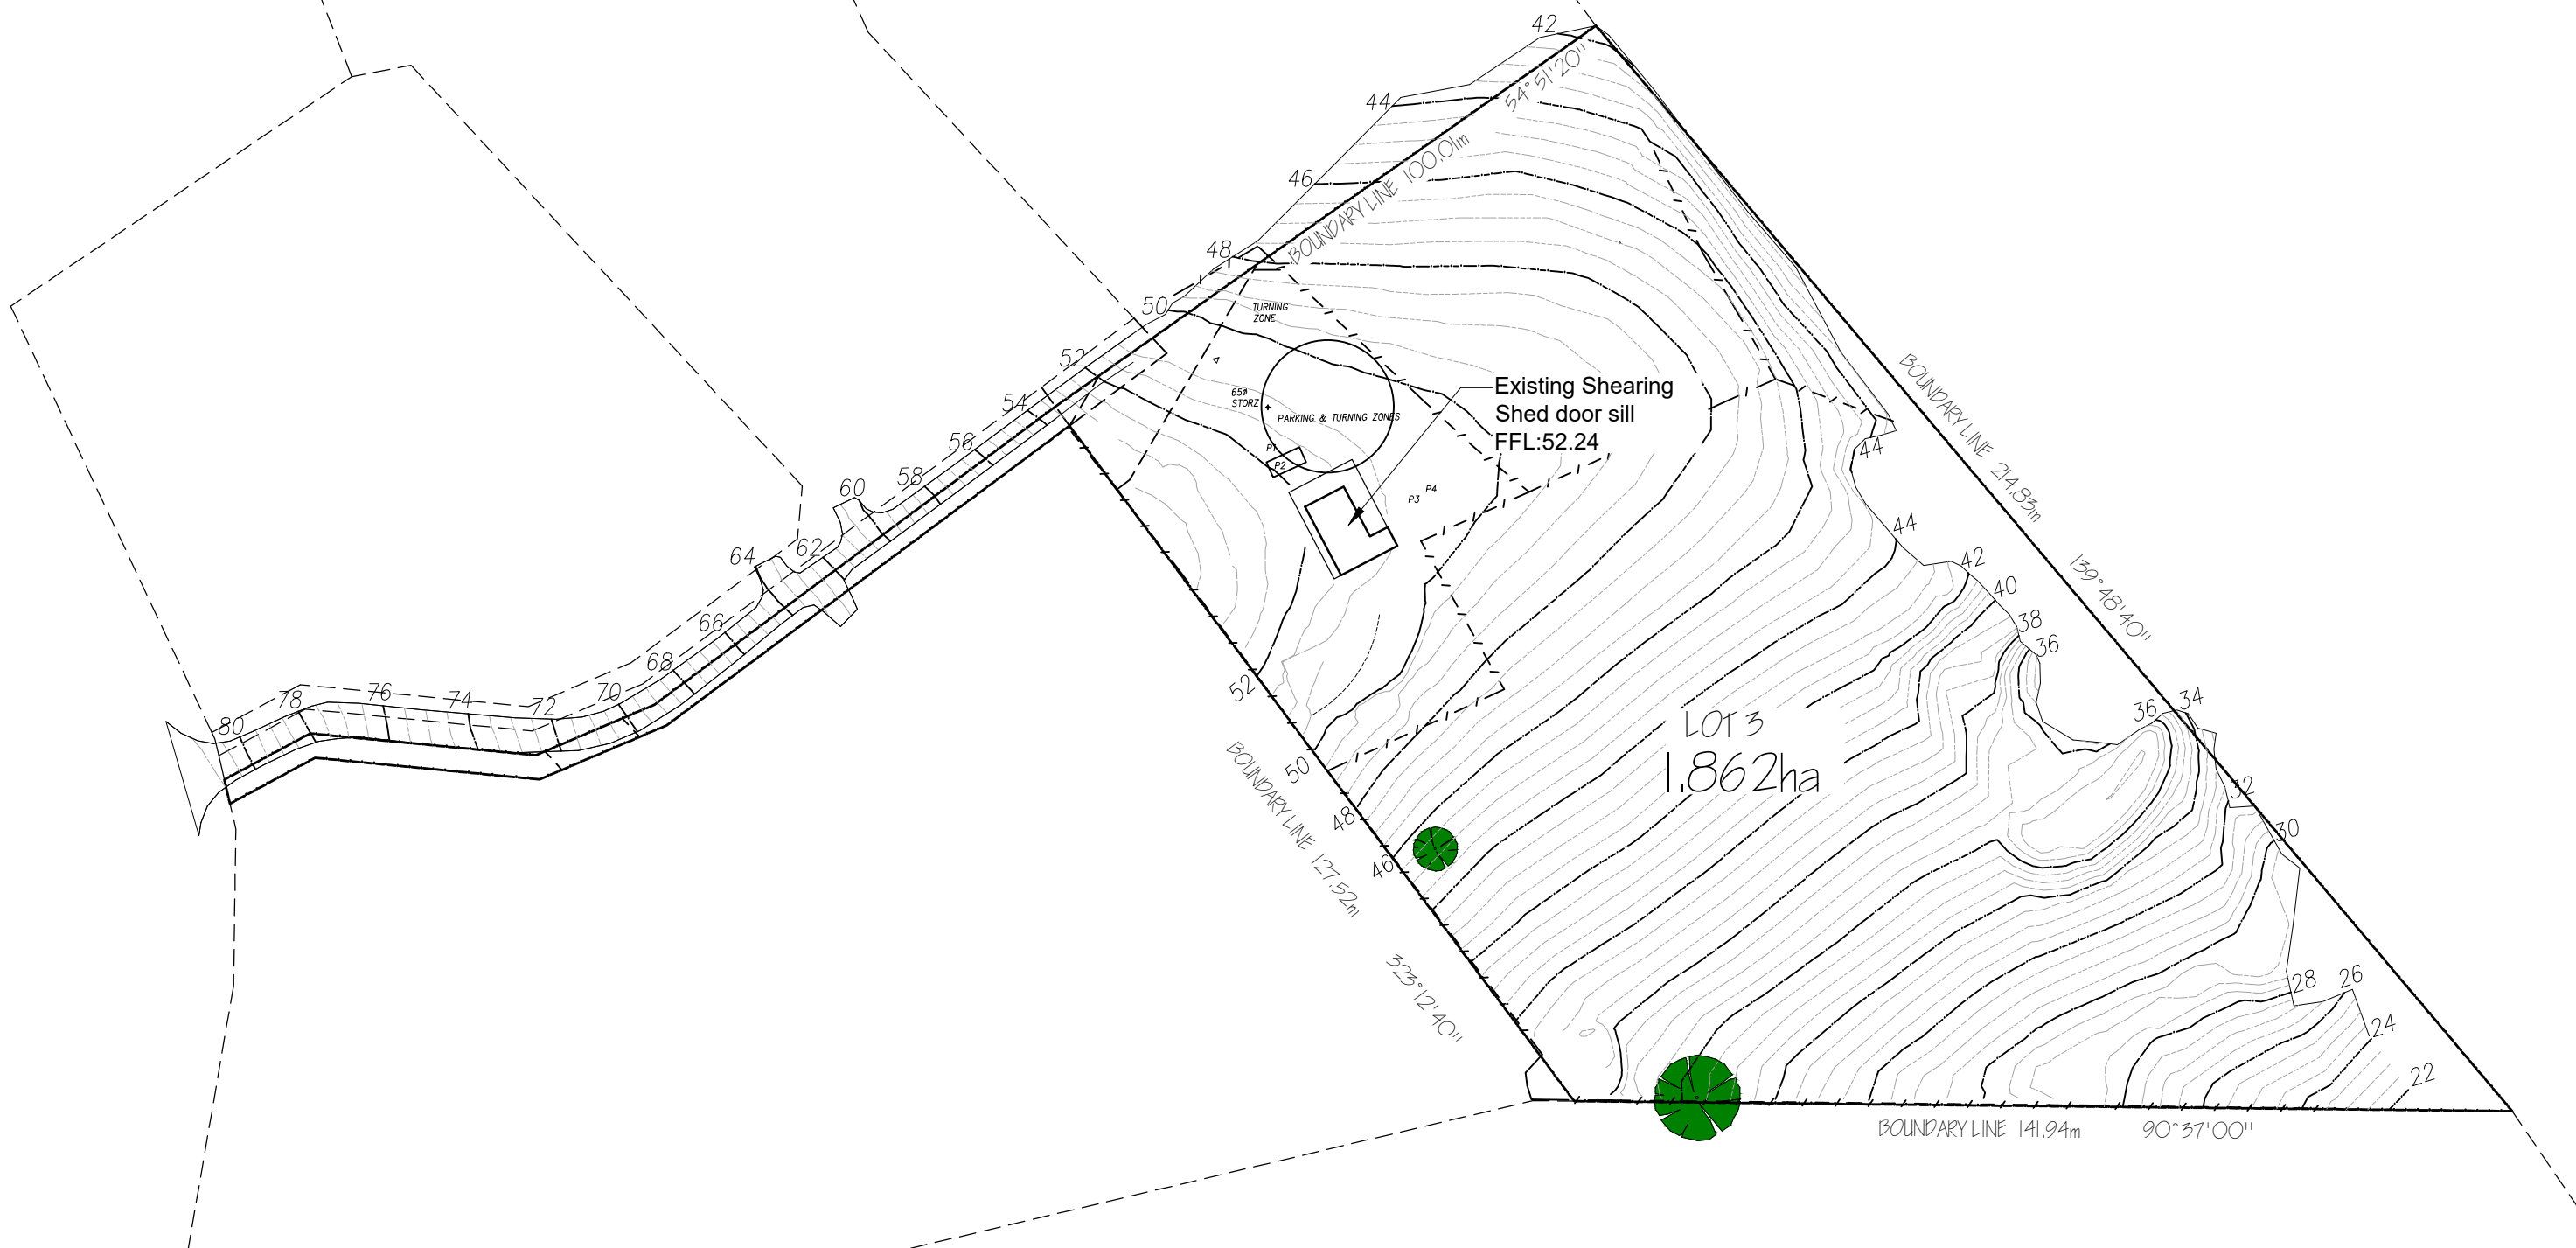 42
54°51'20"
44
BOUNDARY LINE 100.01m
46
48
50
TURNING
ZONE
52
65ø
STORZ
PARKING & TURNING ZONES
Existing Shearing
Shed door sill
FFL:52.24
54
56
58
60
62
64
66
68
70
72
74
76
78
80
P1
P2
P3
P4
BOUNDARY LINE 214.83m
139°48'40"
44
44
42
40
38
36
36
34
32
30
28
26
24
22
LOT 3
1.862ha
52
50
48
46
BOUNDARY LINE 127.52m
323°12'40"
BOUNDARY LINE 141.94m
90°37'00"